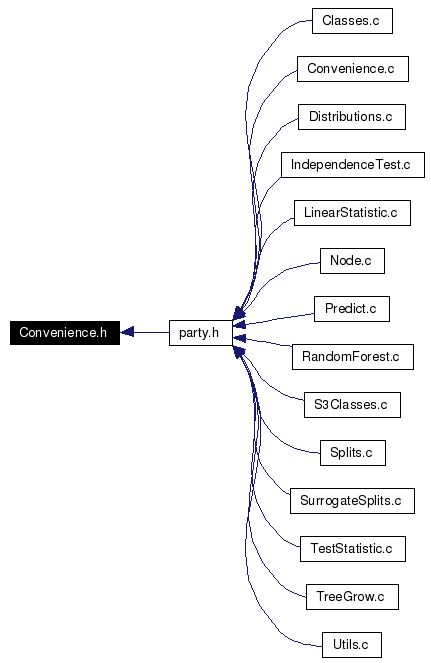 Classes.c
Convenience.c
Distributions.c
IndependenceTest.c
LinearStatistic.c
Node.c
Predict.c
Convenience.h
party.h
RandomForest.c
S3Classes.c
Splits.c
SurrogateSplits.c
TestStatistic.c
TreeGrow.c
Utils.c